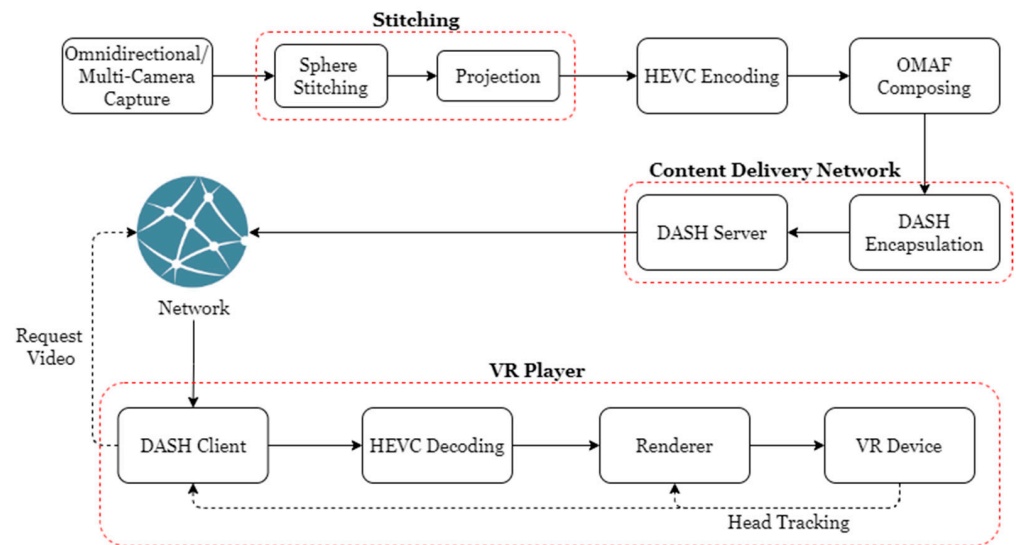 Stitching
Omnidirectional/
Multi-Camera
Capture
Sphere
Stitching
Projection
HEVC Encoding
OMAF
Composing
Content Delivery Network
DASH Server
DASH
Encapsulation
Network
Request
Video
VR Player
DASH Client
HEVC Decoding
Renderer
VR Device
Head Tracking